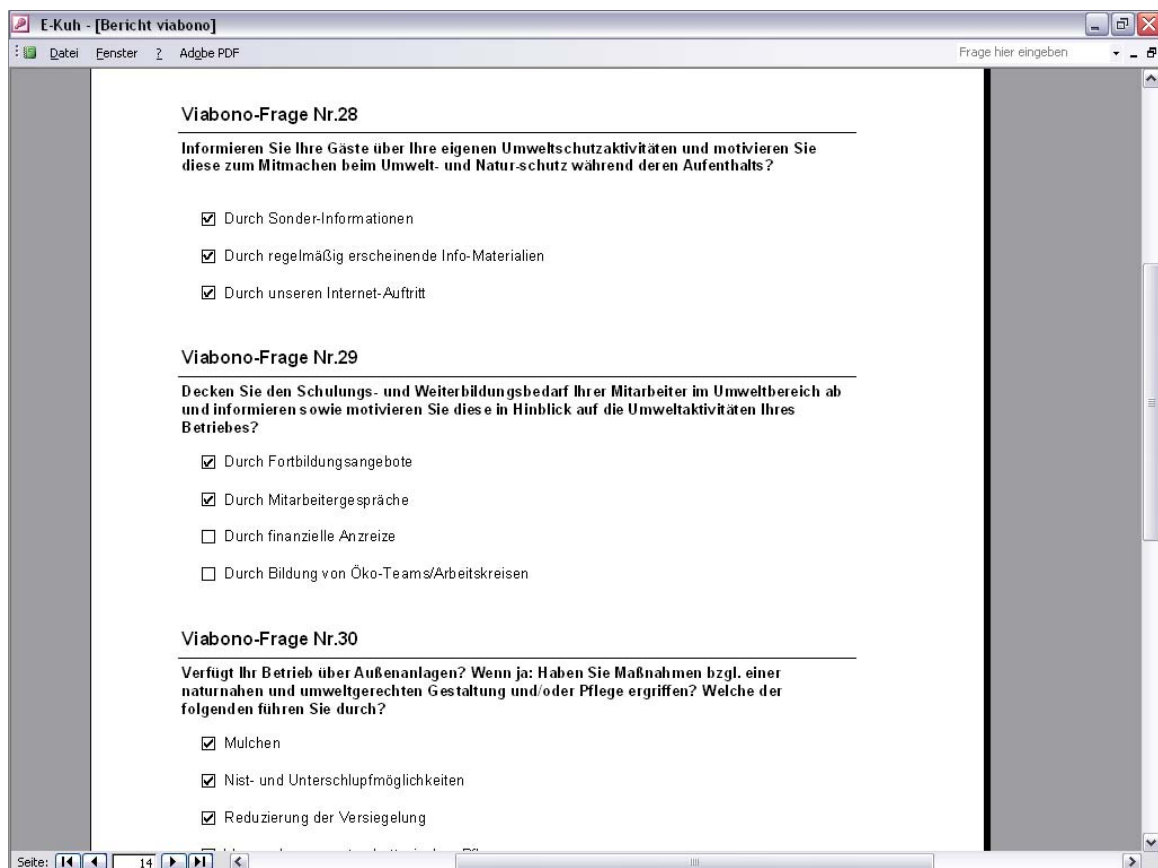 E-Kuh - [Bericht viabono]
Datei Fenster ? Adobe PDF Frage hier eingeben
Viabono-Frage Nr.28
Informieren Sie Ihre Gäste über Ihre eigenen Umweltschutzaktivitäten und motivieren Sie
diese zum Mitmachen beim Umwelt- und Natur-schutz während deren Aufenthalts?
Durch Sonder-Informationen
Durch regelmäßig erscheinende Info-Materialien
Durch unseren Internet-Auftritt
Viabono-Frage Nr.29
Decken Sie den Schulungs- und Weiterbildungsbedarf Ihrer Mitarbeiter im Umweltbereich ab
und informieren sowie motivieren Sie diese in Hinblick auf die Umweltaktivitäten Ihres
Betriebes?
Durch Fortbildungsangebote
Durch Mitarbeitergespräche
Durch finanzielle Anzreize
Durch Bildung von Öko-Teams/Arbeitskreisen
Viabono-Frage Nr.30
Verfügt Ihr Betrieb über Außenanlagen? Wenn ja: Haben Sie Maßnahmen bzgl. einer
naturnahen und umweltgerechten Gestaltung und/oder Pflege ergriffen? Welche der
folgenden führen Sie durch?
Mulchen
Nist- und Unterschlupfmöglichkeiten
Reduzierung der Versiegelung
Seite: 14